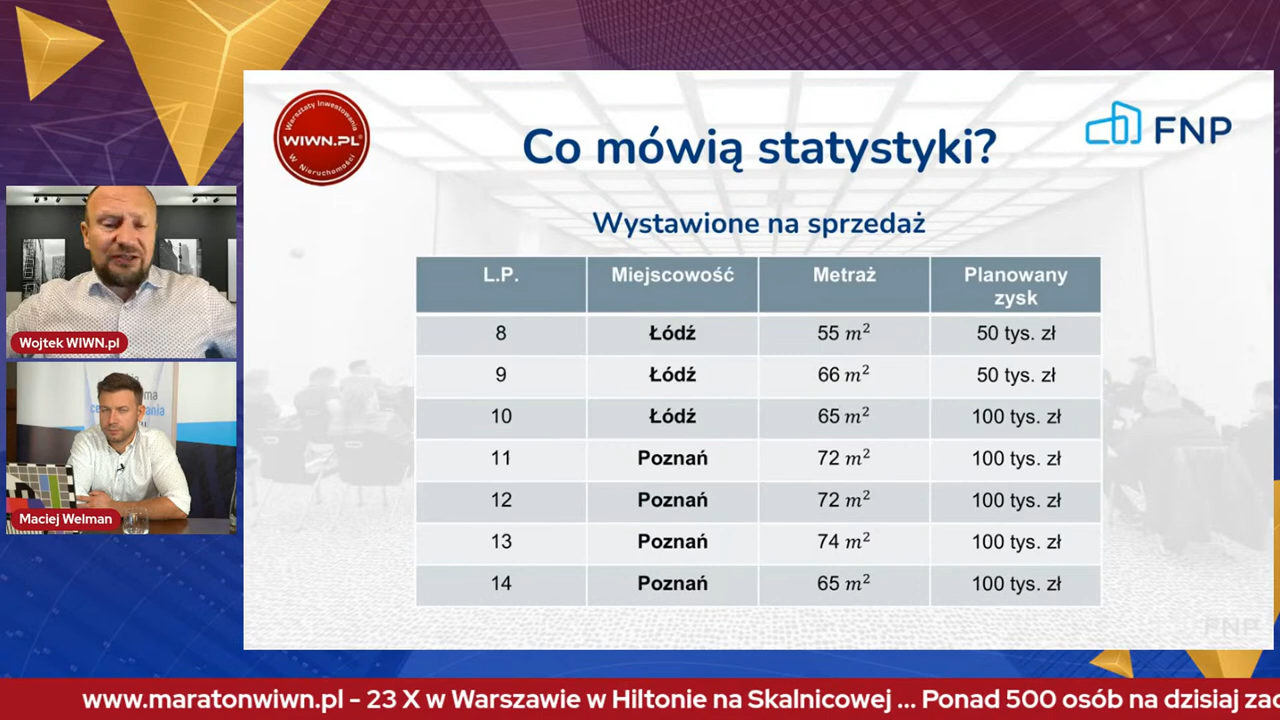 Warsztaty Inwestowania
WIWN.PL
W Nieruchomości
FNP
Co mówią statystyki?
Wystawione na sprzedaż
L.P. Miejscowość Metraż Planowany zysk
8 Łódź 55 m² 50 tys. zł
9 Łódź 66 m² 50 tys. zł
10 Łódź 65 m² 100 tys. zł
11 Poznań 72 m² 100 tys. zł
12 Poznań 72 m² 100 tys. zł
13 Poznań 74 m² 100 tys. zł
14 Poznań 65 m² 100 tys. zł
FNP
Wojtek WIWN.pl
Maciej Welman
www.maratonwiwn.pl - 23 X w Warszawie w Hiltonie na Skalnicowej ... Ponad 500 osób na dzisiaj zac